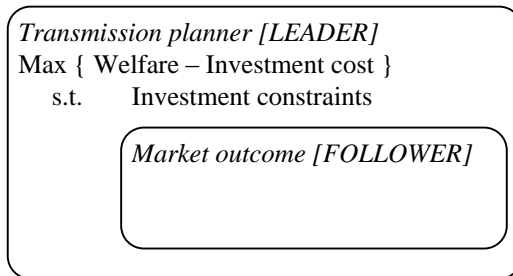 Transmission planner [LEADER]
Max { Welfare – Investment cost }
s.t. Investment constraints
Market outcome [FOLLOWER]